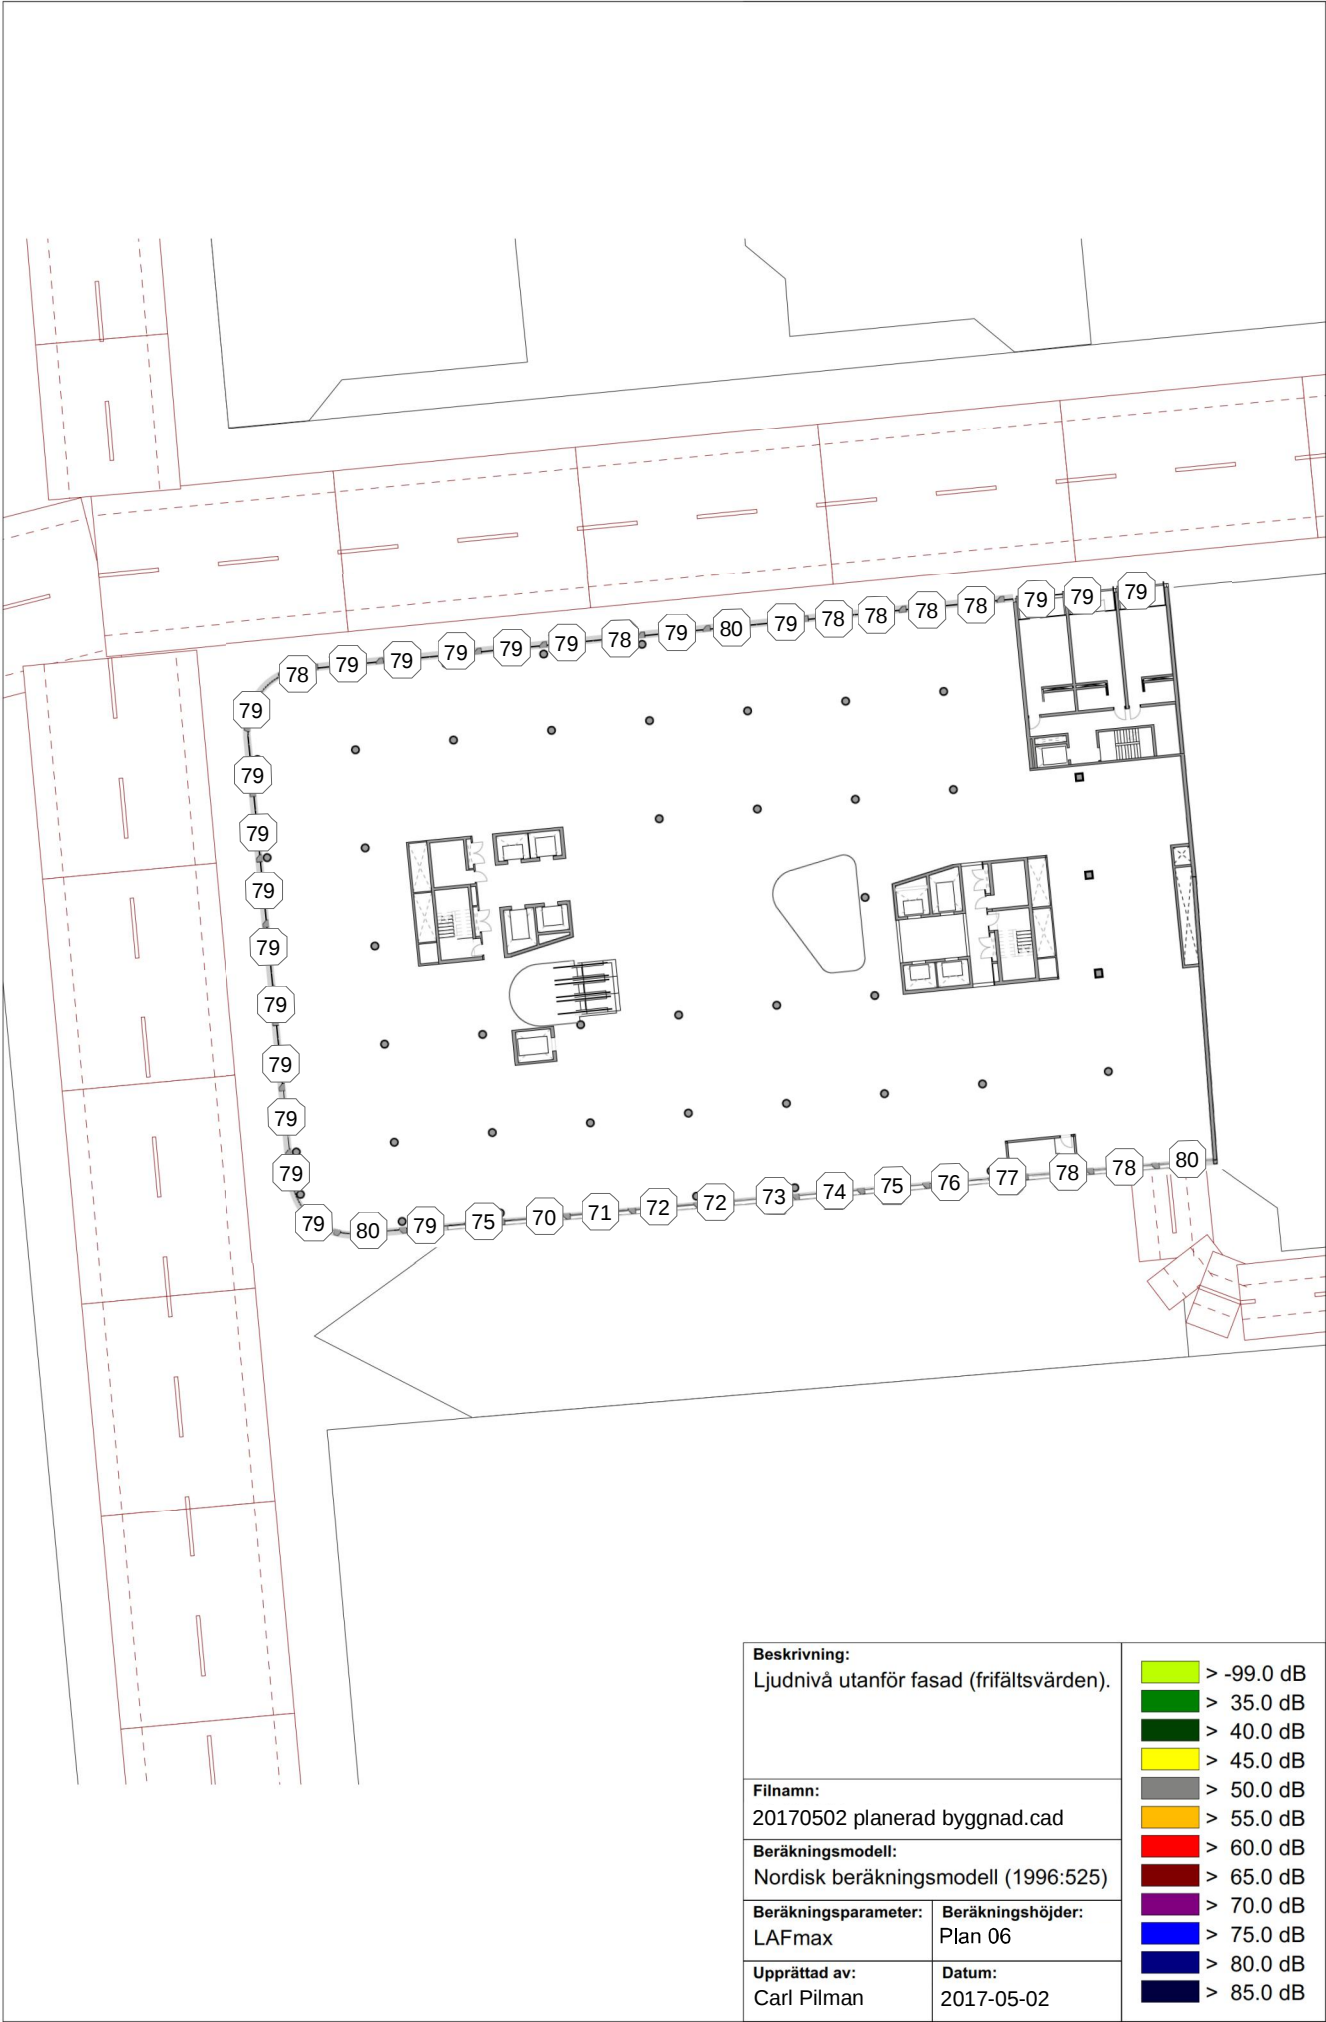 79 79 79
78 79 79 79 79 79 78 79 80 79 78 78 78 78
79
79
79
79
79
79
79
79
79
79 80 79 75 70 71 72 72 73 74 75 76 77 78 78 80
Beskrivning:
Ljudnivå utanför fasad (frifältsvärden).
Filnamn:
20170502 planerad byggnad.cad
Beräkningsmodell:
Nordisk beräkningsmodell (1996:525)
Beräkningsparameter:
LAFmax
Beräkningshöjder:
Plan 06
Upprättad av:
Carl Pilman
Datum:
2017-05-02
> -99.0 dB
> 35.0 dB
> 40.0 dB
> 45.0 dB
> 50.0 dB
> 55.0 dB
> 60.0 dB
> 65.0 dB
> 70.0 dB
> 75.0 dB
> 80.0 dB
> 85.0 dB